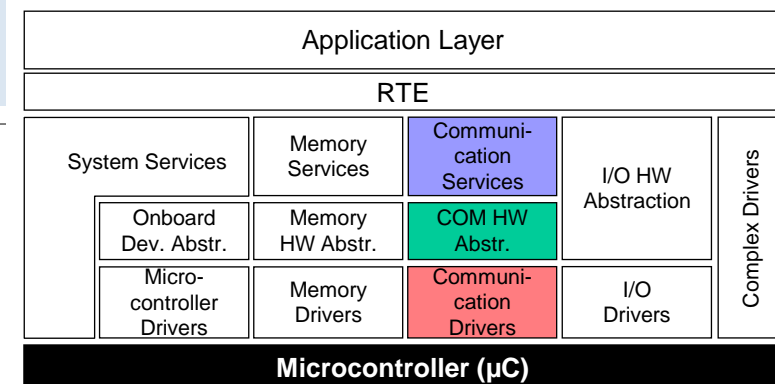 Application Layer
RTE
System Services
Memory
Services
Communi-
cation
Services
I/O HW
Abstraction
Complex Drivers
Onboard
Dev. Abstr.
Memory
HW Abstr.
COM HW
Abstr.
Micro-
controller
Drivers
Memory
Drivers
Communi-
cation
Drivers
I/O
Drivers
Microcontroller (µC)